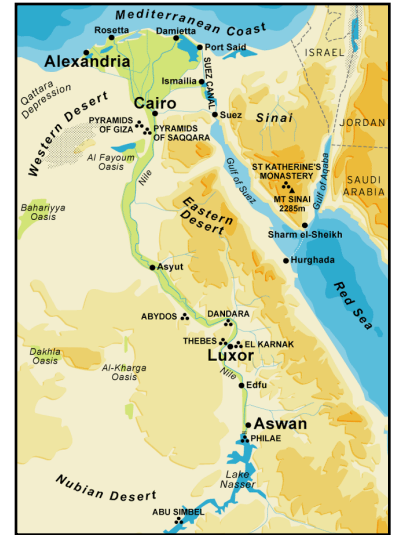 Mediterranean Coast
Rosetta
Damietta
Port Said
Alexandria
ISRAEL
Ismailia
SUEZ CANAL
Qattara
Depression
Western Desert
Cairo
Suez
Sinai
JORDAN
PYRAMIDS
OF GIZA
PYRAMIDS
OF SAQQARA
Al Fayoum
Oasis
Nile
Gulf of Suez
ST KATHERINE'S
MONASTERY
MT SINAI
2285m
Gulf of Aqaba
SAUDI
ARABIA
Bahariyya
Oasis
Eastern
Desert
Sharm el-Sheikh
Asyut
Hurghada
Red Sea
ABYDOS
DANDARA
THEBES
EL KARNAK
Luxor
Dakhla
Oasis
Al-Kharga
Oasis
Nile
Edfu
Aswan
PHILAE
Lake
Nasser
Nubian Desert
ABU SIMBEL